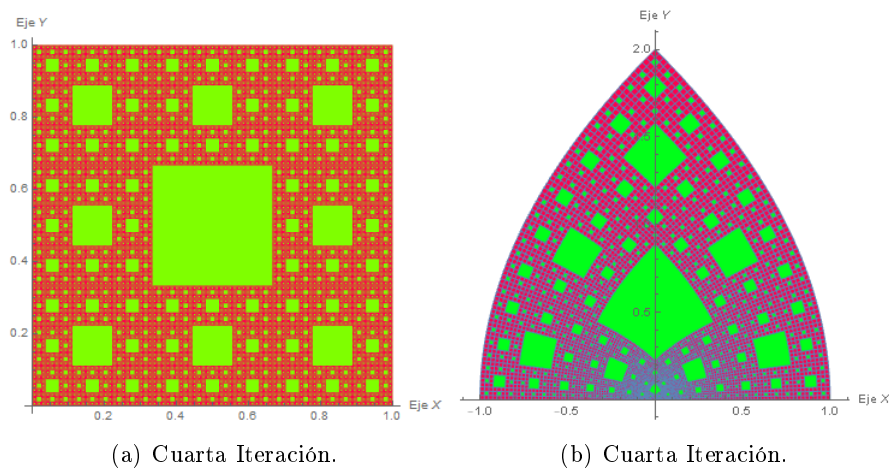 Eje Y
1.0
0.8
0.6
0.4
0.2
0.2 0.4 0.6 0.8 1.0
Eje X
(a) Cuarta Iteración.
Eje Y
2.0
0.5
-1.0 -0.5 0.5 1.0
Eje X
(b) Cuarta Iteración.